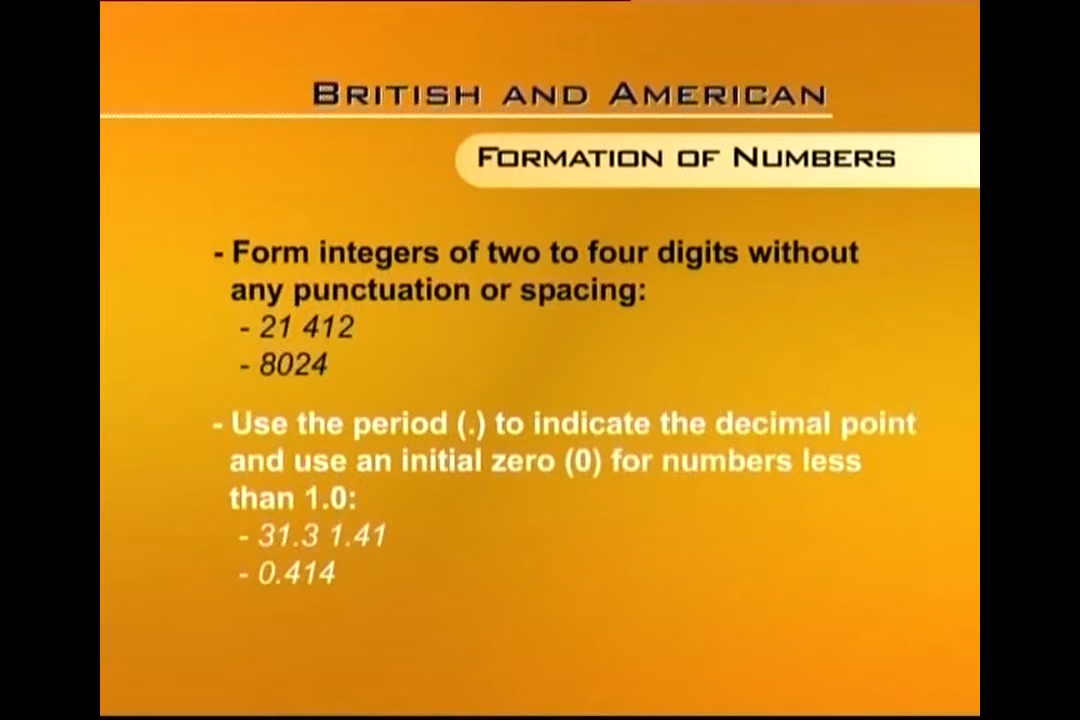 British and American
Formation of Numbers
- Form integers of two to four digits without
any punctuation or spacing:
- 21 412
- 8024
- Use the period (.) to indicate the decimal point
and use an initial zero (0) for numbers less
than 1.0:
- 31.3 1.41
- 0.414